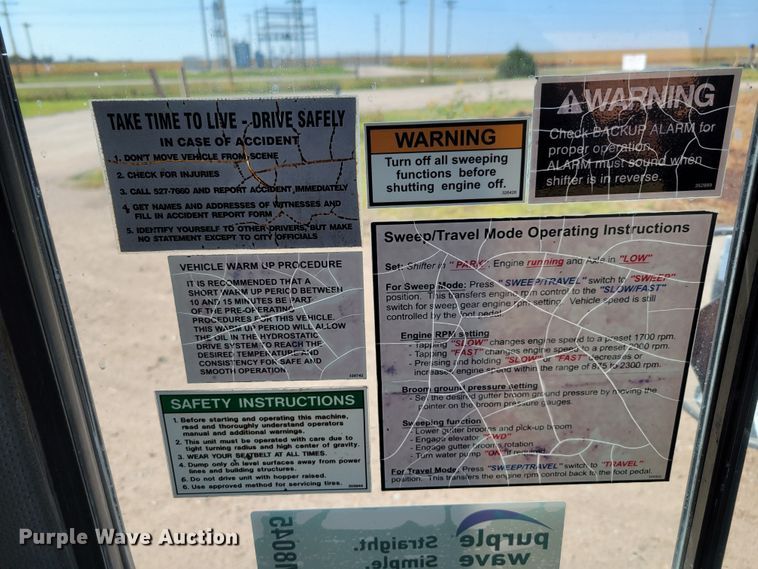 TAKE TIME TO LIVE - DRIVE SAFELY
IN CASE OF ACCIDENT
1. DON'T MOVE VEHICLE FROM SCENE
2. CHECK FOR INJURIES
3. CALL 527-7660 AND REPORT ACCIDENT IMMEDIATELY
4. GET NAMES AND ADDRESSES OF WITNESSES AND
FILL IN ACCIDENT REPORT FORM
5. IDENTIFY YOURSELF TO OTHER DRIVERS, BUT MAKE
NO STATEMENT EXCEPT TO CITY OFFICIALS
WARNING
Turn off all sweeping
functions before
shutting engine off.
WARNING
Check BACKUP ALARM for
proper operation.
ALARM must sound when
shifter is in reverse.
VEHICLE WARM UP PROCEDURE
IT IS RECOMMENDED THAT A
SHORT WARM UP PERIOD BETWEEN
10 AND 15 MINUTES BE PART
OF THE PRE-OPERATING
PROCEDURES FOR THIS VEHICLE.
THIS WARM UP PERIOD WILL ALLOW
THE OIL IN THE HYDROSTATIC
DRIVE SYSTEM TO REACH THE
DESIRED TEMPERATURE AND
CONSISTENCY FOR SAFE AND
SMOOTH OPERATION
Sweep/Travel Mode Operating Instructions
Set: Shifter in "PARK", Engine running and Axle in "LOW"
For Sweep Mode: Press "SWEEP/TRAVEL" switch to "SWEEP"
position. This transfers engine rpm control to the "SLOW/FAST"
switch for sweep gear engine rpm setting. Vehicle speed is still
controlled by the foot pedal.
Engine RPM setting
- Tapping "SLOW" changes engine speed to a preset 1700 rpm.
- Tapping "FAST" changes engine speed to a preset 2000 rpm.
- Pressing and holding "SLOW" or "FAST" decreases or
increases engine speed within the range of 875 to 2300 rpm.
Broom ground pressure setting
- Set the desired gutter broom ground pressure by moving the
pointer on the broom pressure gauges.
Sweeping function
- Lower gutter brooms and pick-up broom
- Engage elevator "FWD"
- Engage gutter brooms rotation
- Turn water pump "ON" if required
For Travel Mode: Press "SWEEP/TRAVEL" switch to "TRAVEL"
position. This transfers the engine rpm control back to the foot pedal.
SAFETY INSTRUCTIONS
1. Before starting and operating this machine,
read and thoroughly understand operators
manual and additional warnings.
2. This unit must be operated with care due to
tight turning radius and high center of gravity.
3. WEAR YOUR SEATBELT AT ALL TIMES.
4. Dump only on level surfaces away from power
lines and building structures.
5. Do not drive unit with hopper raised.
6. Use approved method for servicing tires.
purple
wave
Straight.
Simple.
Purple Wave Auction